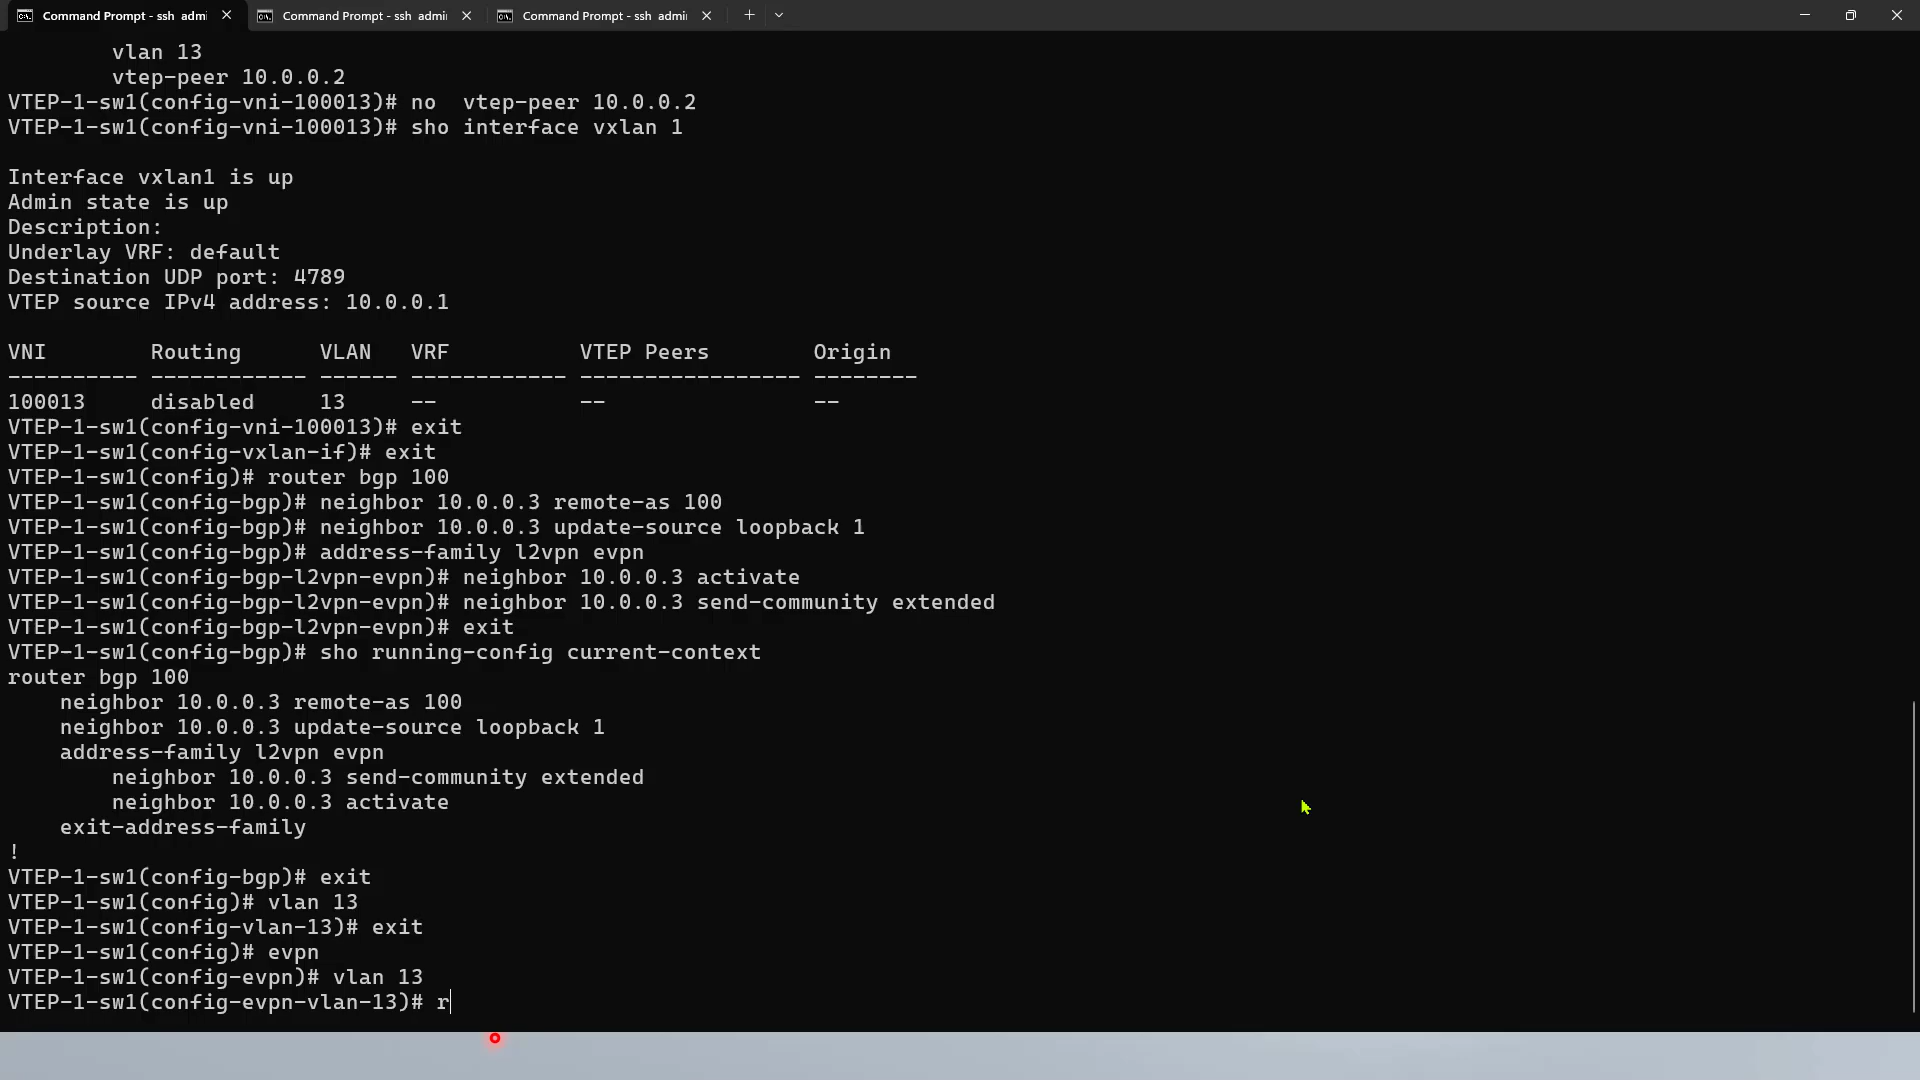 Command Prompt - ssh admi
Command Prompt - ssh admi
Command Prompt - ssh admi
vlan 13
vtep-peer 10.0.0.2
VTEP-1-sw1(config-vni-100013)# no  vtep-peer 10.0.0.2
VTEP-1-sw1(config-vni-100013)# sho interface vxlan 1
Interface vxlan1 is up
Admin state is up
Description:
Underlay VRF: default
Destination UDP port: 4789
VTEP source IPv4 address: 10.0.0.1
VNI        Routing      VLAN   VRF          VTEP Peers        Origin
---------- ------------ ------ ------------ ----------------- --------
100013     disabled     13     --           --                --
VTEP-1-sw1(config-vni-100013)# exit
VTEP-1-sw1(config-vxlan-if)# exit
VTEP-1-sw1(config)# router bgp 100
VTEP-1-sw1(config-bgp)# neighbor 10.0.0.3 remote-as 100
VTEP-1-sw1(config-bgp)# neighbor 10.0.0.3 update-source loopback 1
VTEP-1-sw1(config-bgp)# address-family l2vpn evpn
VTEP-1-sw1(config-bgp-l2vpn-evpn)# neighbor 10.0.0.3 activate
VTEP-1-sw1(config-bgp-l2vpn-evpn)# neighbor 10.0.0.3 send-community extended
VTEP-1-sw1(config-bgp-l2vpn-evpn)# exit
VTEP-1-sw1(config-bgp)# sho running-config current-context
router bgp 100
neighbor 10.0.0.3 remote-as 100
neighbor 10.0.0.3 update-source loopback 1
address-family l2vpn evpn
neighbor 10.0.0.3 send-community extended
neighbor 10.0.0.3 activate
exit-address-family
!
VTEP-1-sw1(config-bgp)# exit
VTEP-1-sw1(config)# vlan 13
VTEP-1-sw1(config-vlan-13)# exit
VTEP-1-sw1(config)# evpn
VTEP-1-sw1(config-evpn)# vlan 13
VTEP-1-sw1(config-evpn-vlan-13)# r